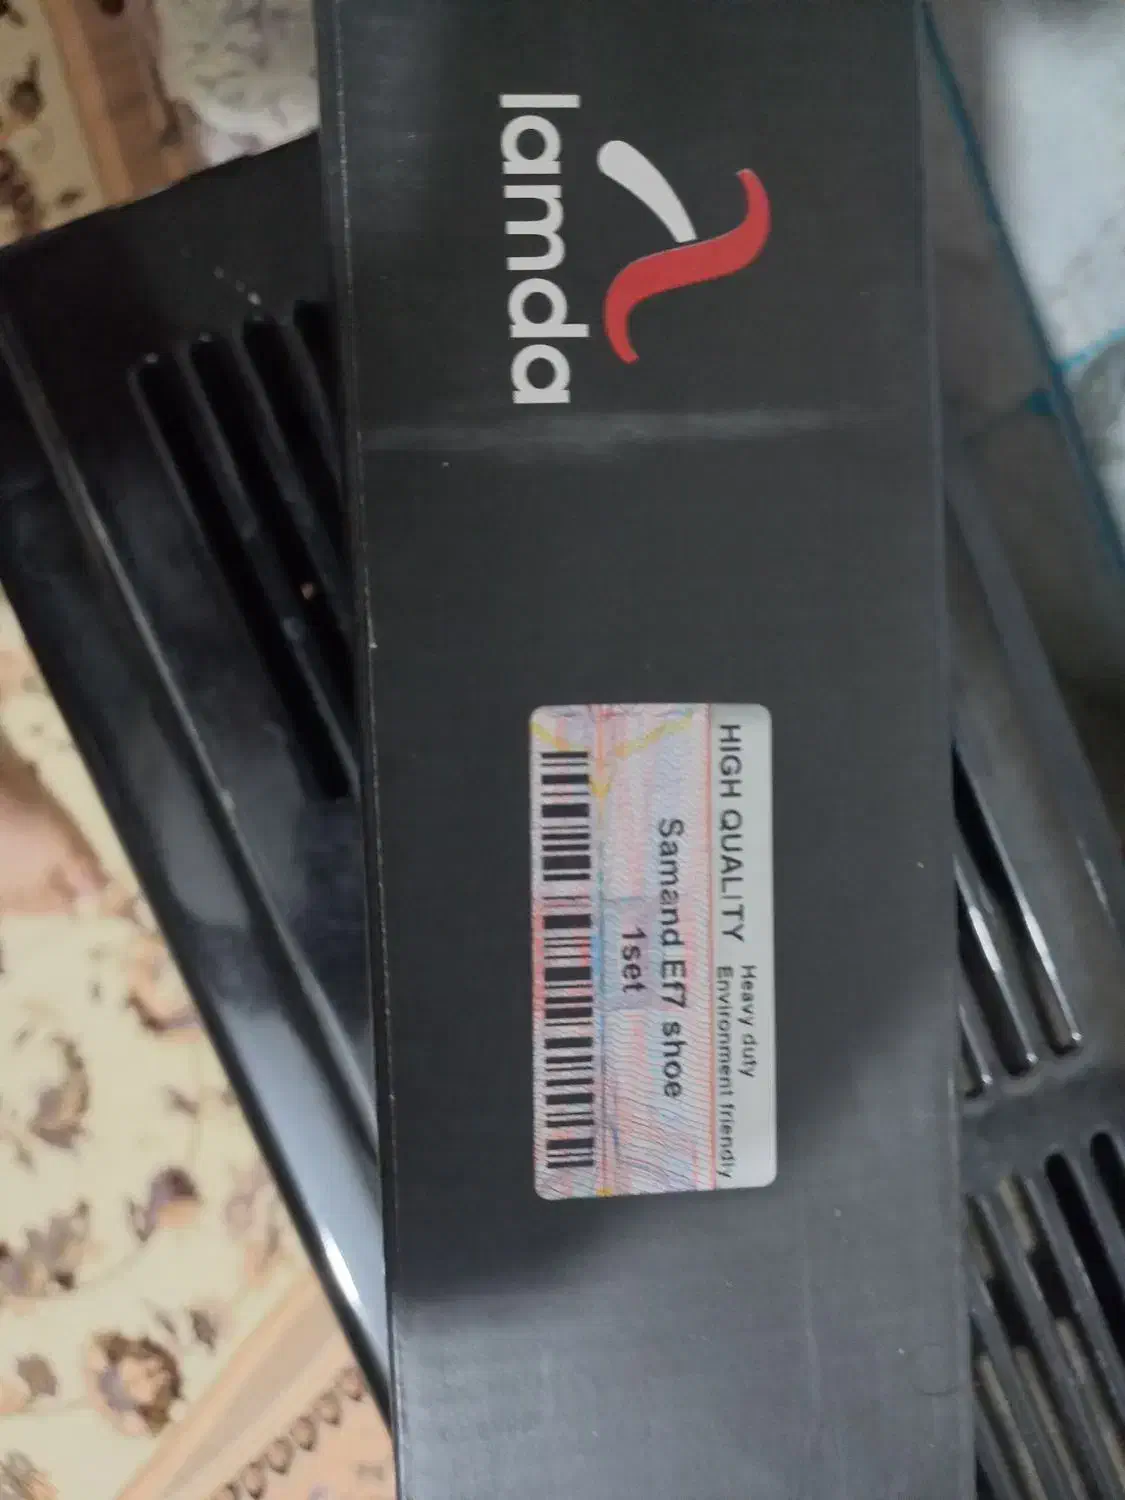 lamda
HIGH QUALITY
Heavy duty
Environment friendly
Samand.Ef7 shoe
1set